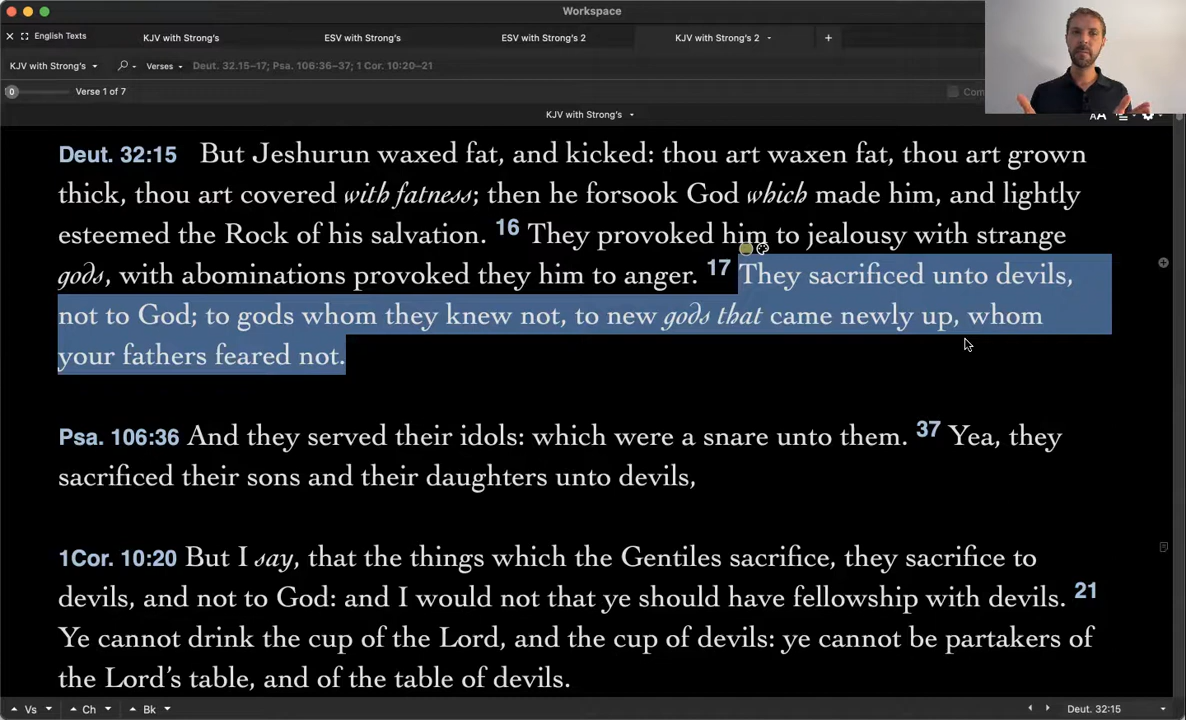 Workspace
English Texts
KJV with Strong's
ESV with Strong's
ESV with Strong's 2
KJV with Strong's 2
+
KJV with Strong's
Verses
Deut. 32.15–17; Psa. 106:36–37; 1 Cor. 10:20–21
0
Verse 1 of 7
Com
KJV with Strong's
AA
Deut. 32:15 But Jeshurun waxed fat, and kicked: thou art waxen fat, thou art grown
thick, thou art covered with fatness; then he forsook God which made him, and lightly
esteemed the Rock of his salvation. 16 They provoked him to jealousy with strange
gods, with abominations provoked they him to anger. 17 They sacrificed unto devils,
not to God; to gods whom they knew not, to new gods that came newly up, whom
your fathers feared not.
Psa. 106:36 And they served their idols: which were a snare unto them. 37 Yea, they
sacrificed their sons and their daughters unto devils,
1Cor. 10:20 But I say, that the things which the Gentiles sacrifice, they sacrifice to
devils, and not to God: and I would not that ye should have fellowship with devils. 21
Ye cannot drink the cup of the Lord, and the cup of devils: ye cannot be partakers of
the Lord's table, and of the table of devils.
Vs
Ch
Bk
Deut. 32:15